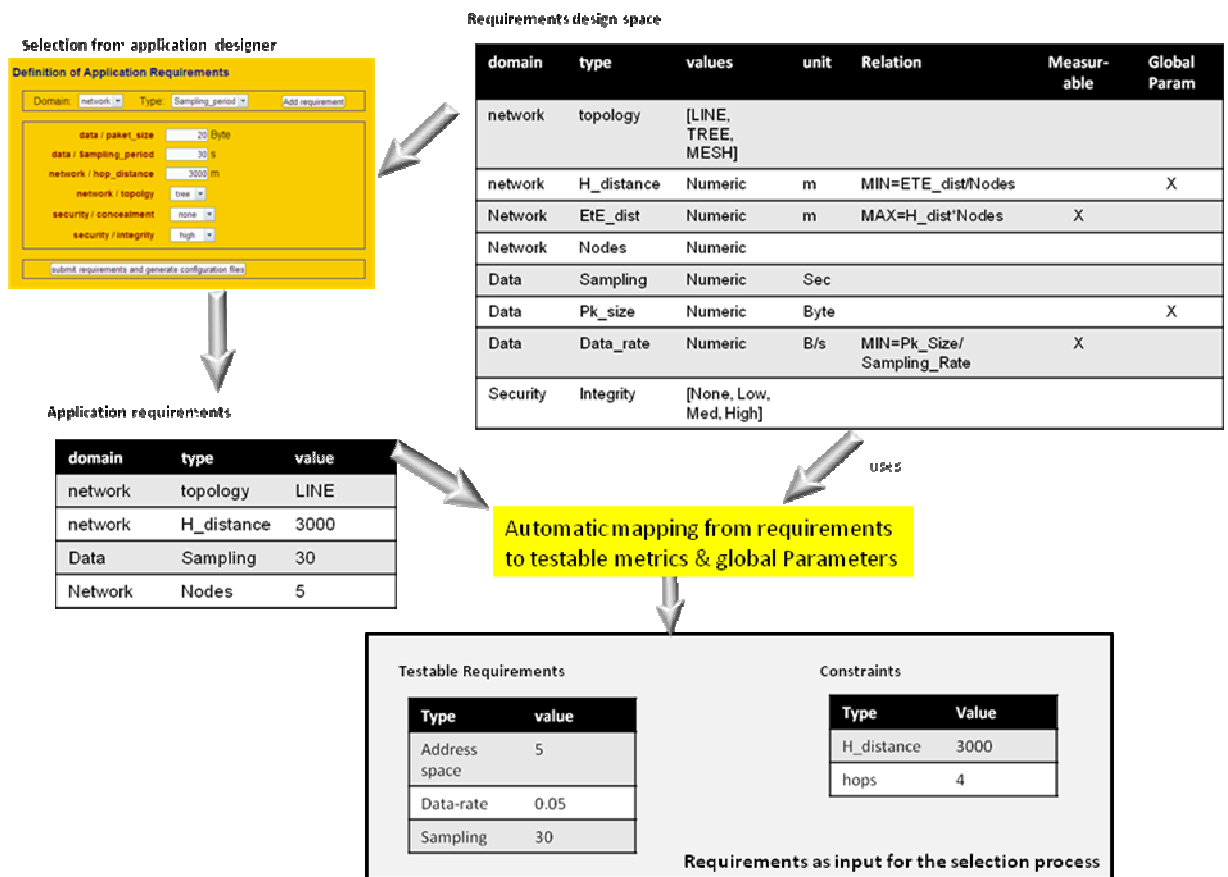 Requirements design space
Selection from application designer
Definition of Application Requirements
Domain: network Type: Sampling_period Add requirement
data / paket_size 20 Byte
data / Sampling_period 30 s
network / hop_distance 3000 m
network / topolgy tree
security / concealment none
security / integrity high
submit requirements and generate configuration files
domain type values unit Relation Measur- Global
able Param
network topology [LINE,
TREE,
MESH]
network H_distance Numeric m MIN=ETE_dist/Nodes X
Network EtE_dist Numeric m MAX=H_dist*Nodes X
Network Nodes Numeric
Data Sampling Numeric Sec
Data Pk_size Numeric Byte X
Data Data_rate Numeric B/s MIN=Pk_Size/ X
Sampling_Rate
Security Integrity [None, Low,
Med, High]
Application requirements
domain type value
network topology LINE
network H_distance 3000
Data Sampling 30
Network Nodes 5
uses
Automatic mapping from requirements
to testable metrics & global Parameters
Testable Requirements
Type value
Address 5
space
Data-rate 0.05
Sampling 30
Constraints
Type Value
H_distance 3000
hops 4
Requirements as input for the selection process